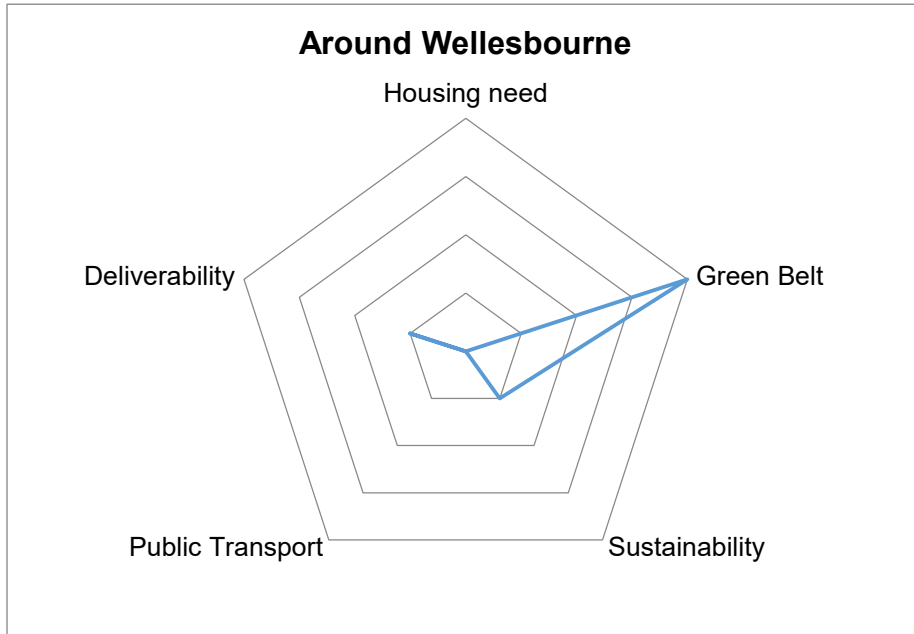 Around Wellesbourne
Housing need
Deliverability
Green Belt
Public Transport
Sustainability